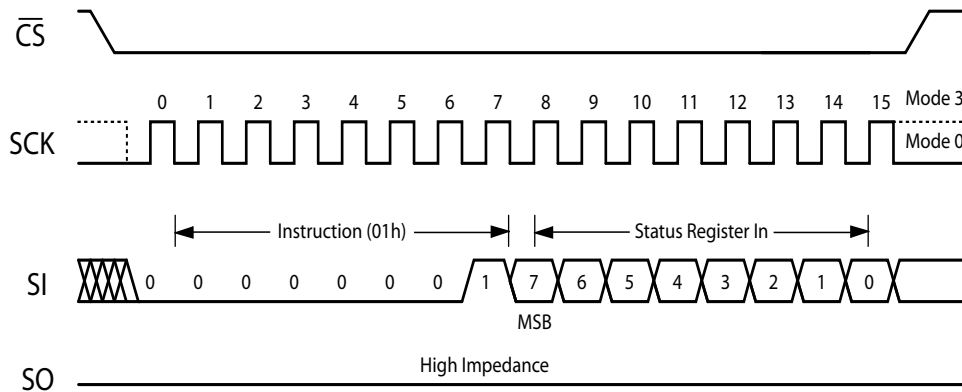 CS
0 1 2 3 4 5 6 7 8 9 10 11 12 13 14 15 Mode 3
SCK Mode 0
Instruction (01h) Status Register In
SI 0 0 0 0 0 0 0 1 7 6 5 4 3 2 1 0
MSB
High Impedance
SO